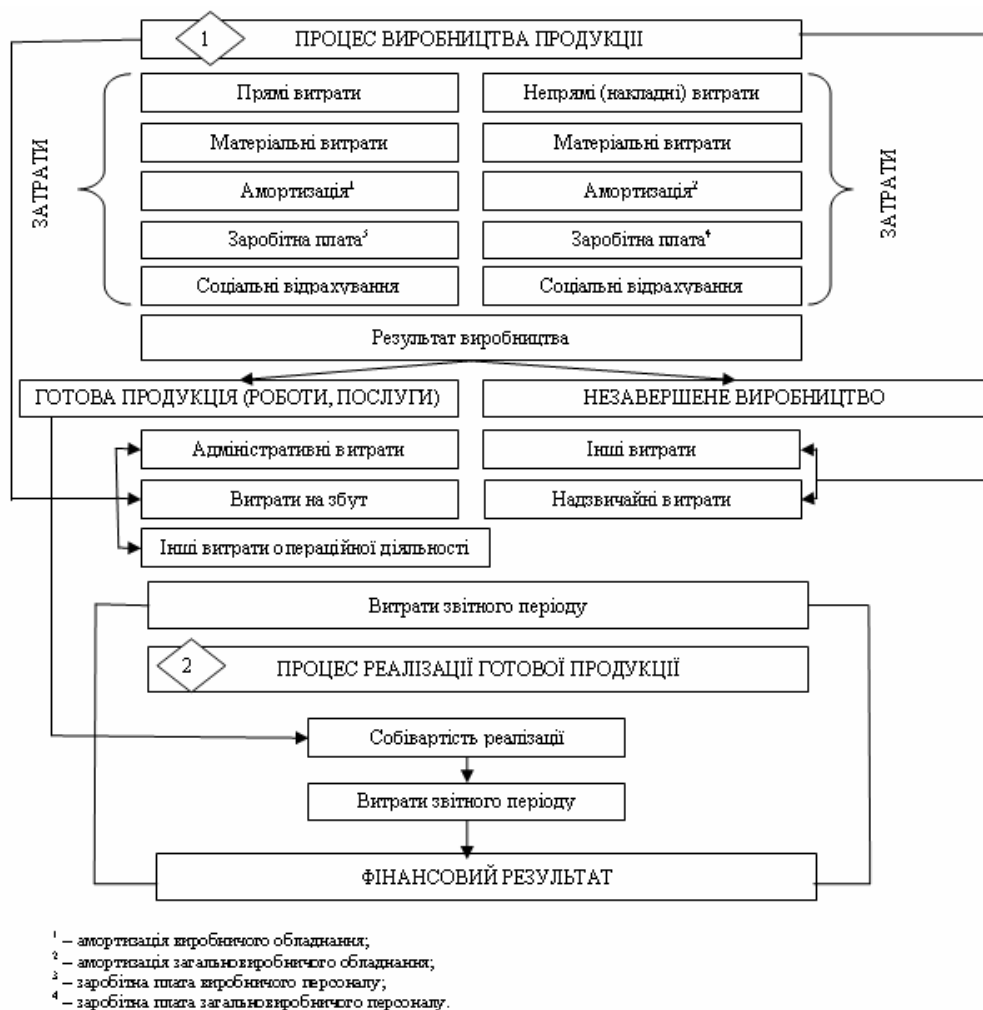 1 ПРОЦЕС ВИРОБНИЦТВА ПРОДУКЦІІ
ЗАТРАТИ
Прямі витрати
Непрямі (накладні) витрати
Матеріальні витрати
Матеріальні витрати
Амортизація¹
Амортизація²
Заробітна плата³
Заробітна плата⁴
Соціальні відрахування
Соціальні відрахування
ЗАТРАТИ
Результат виробництва
ГОТОВА ПРОДУКЦІЯ (РОБОТИ, ПОСЛУГИ)
НЕЗАВЕРШЕНЕ ВИРОБНИЦТВО
Адміністративні витрати
Інші витрати
Витрати на збут
Надзвичайні витрати
Інші витрати операційної діяльності
Витрати звітного періоду
2 ПРОЦЕС РЕАЛІЗАЦІЇ ГОТОВОЇ ПРОДУКЦІЇ
Собівартість реалізації
Витрати звітного періоду
ФІНАНСОВИЙ РЕЗУЛЬТАТ
¹ – амортизація виробничого обладнання;
² – амортизація загальновиробничого обладнання;
³ – заробітна плата виробничого персоналу;
⁴ – заробітна плата загальновиробничого персоналу.